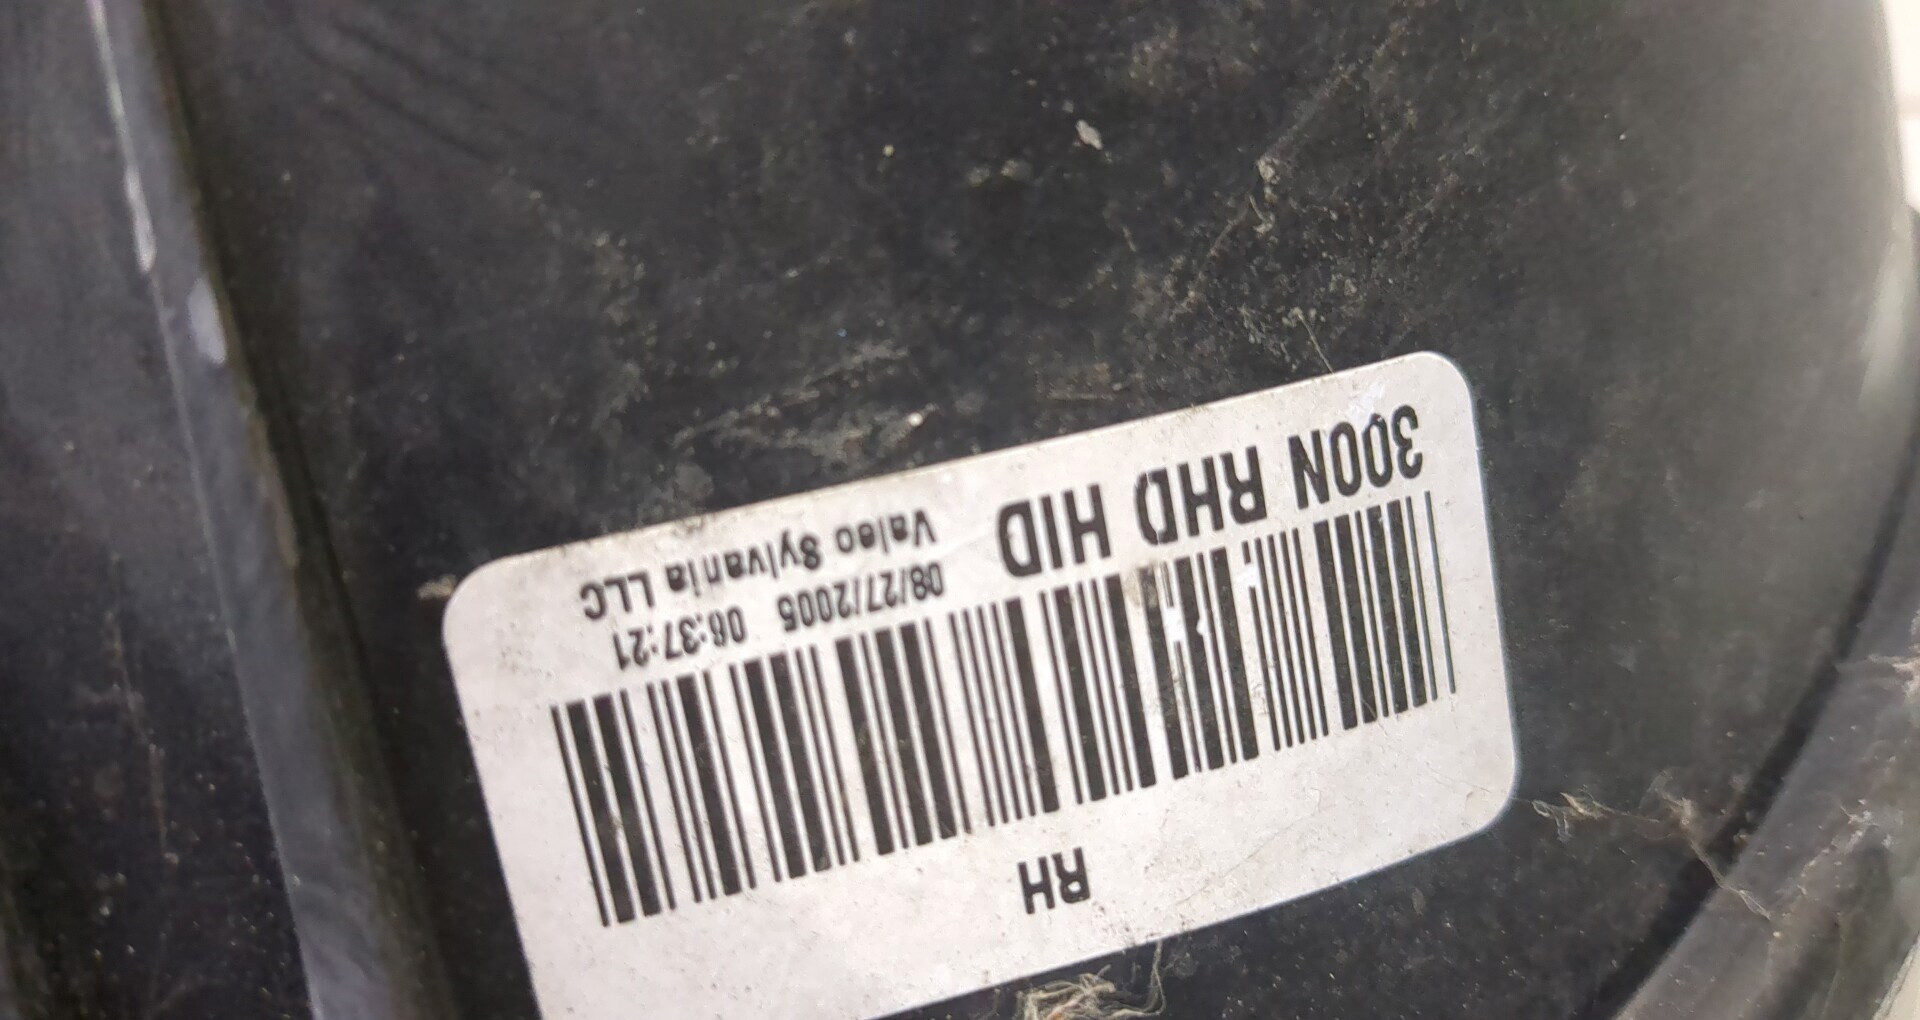 300N RHD HID
Valeo Sylvania LLC
08/27/2005 06:37:21
RH